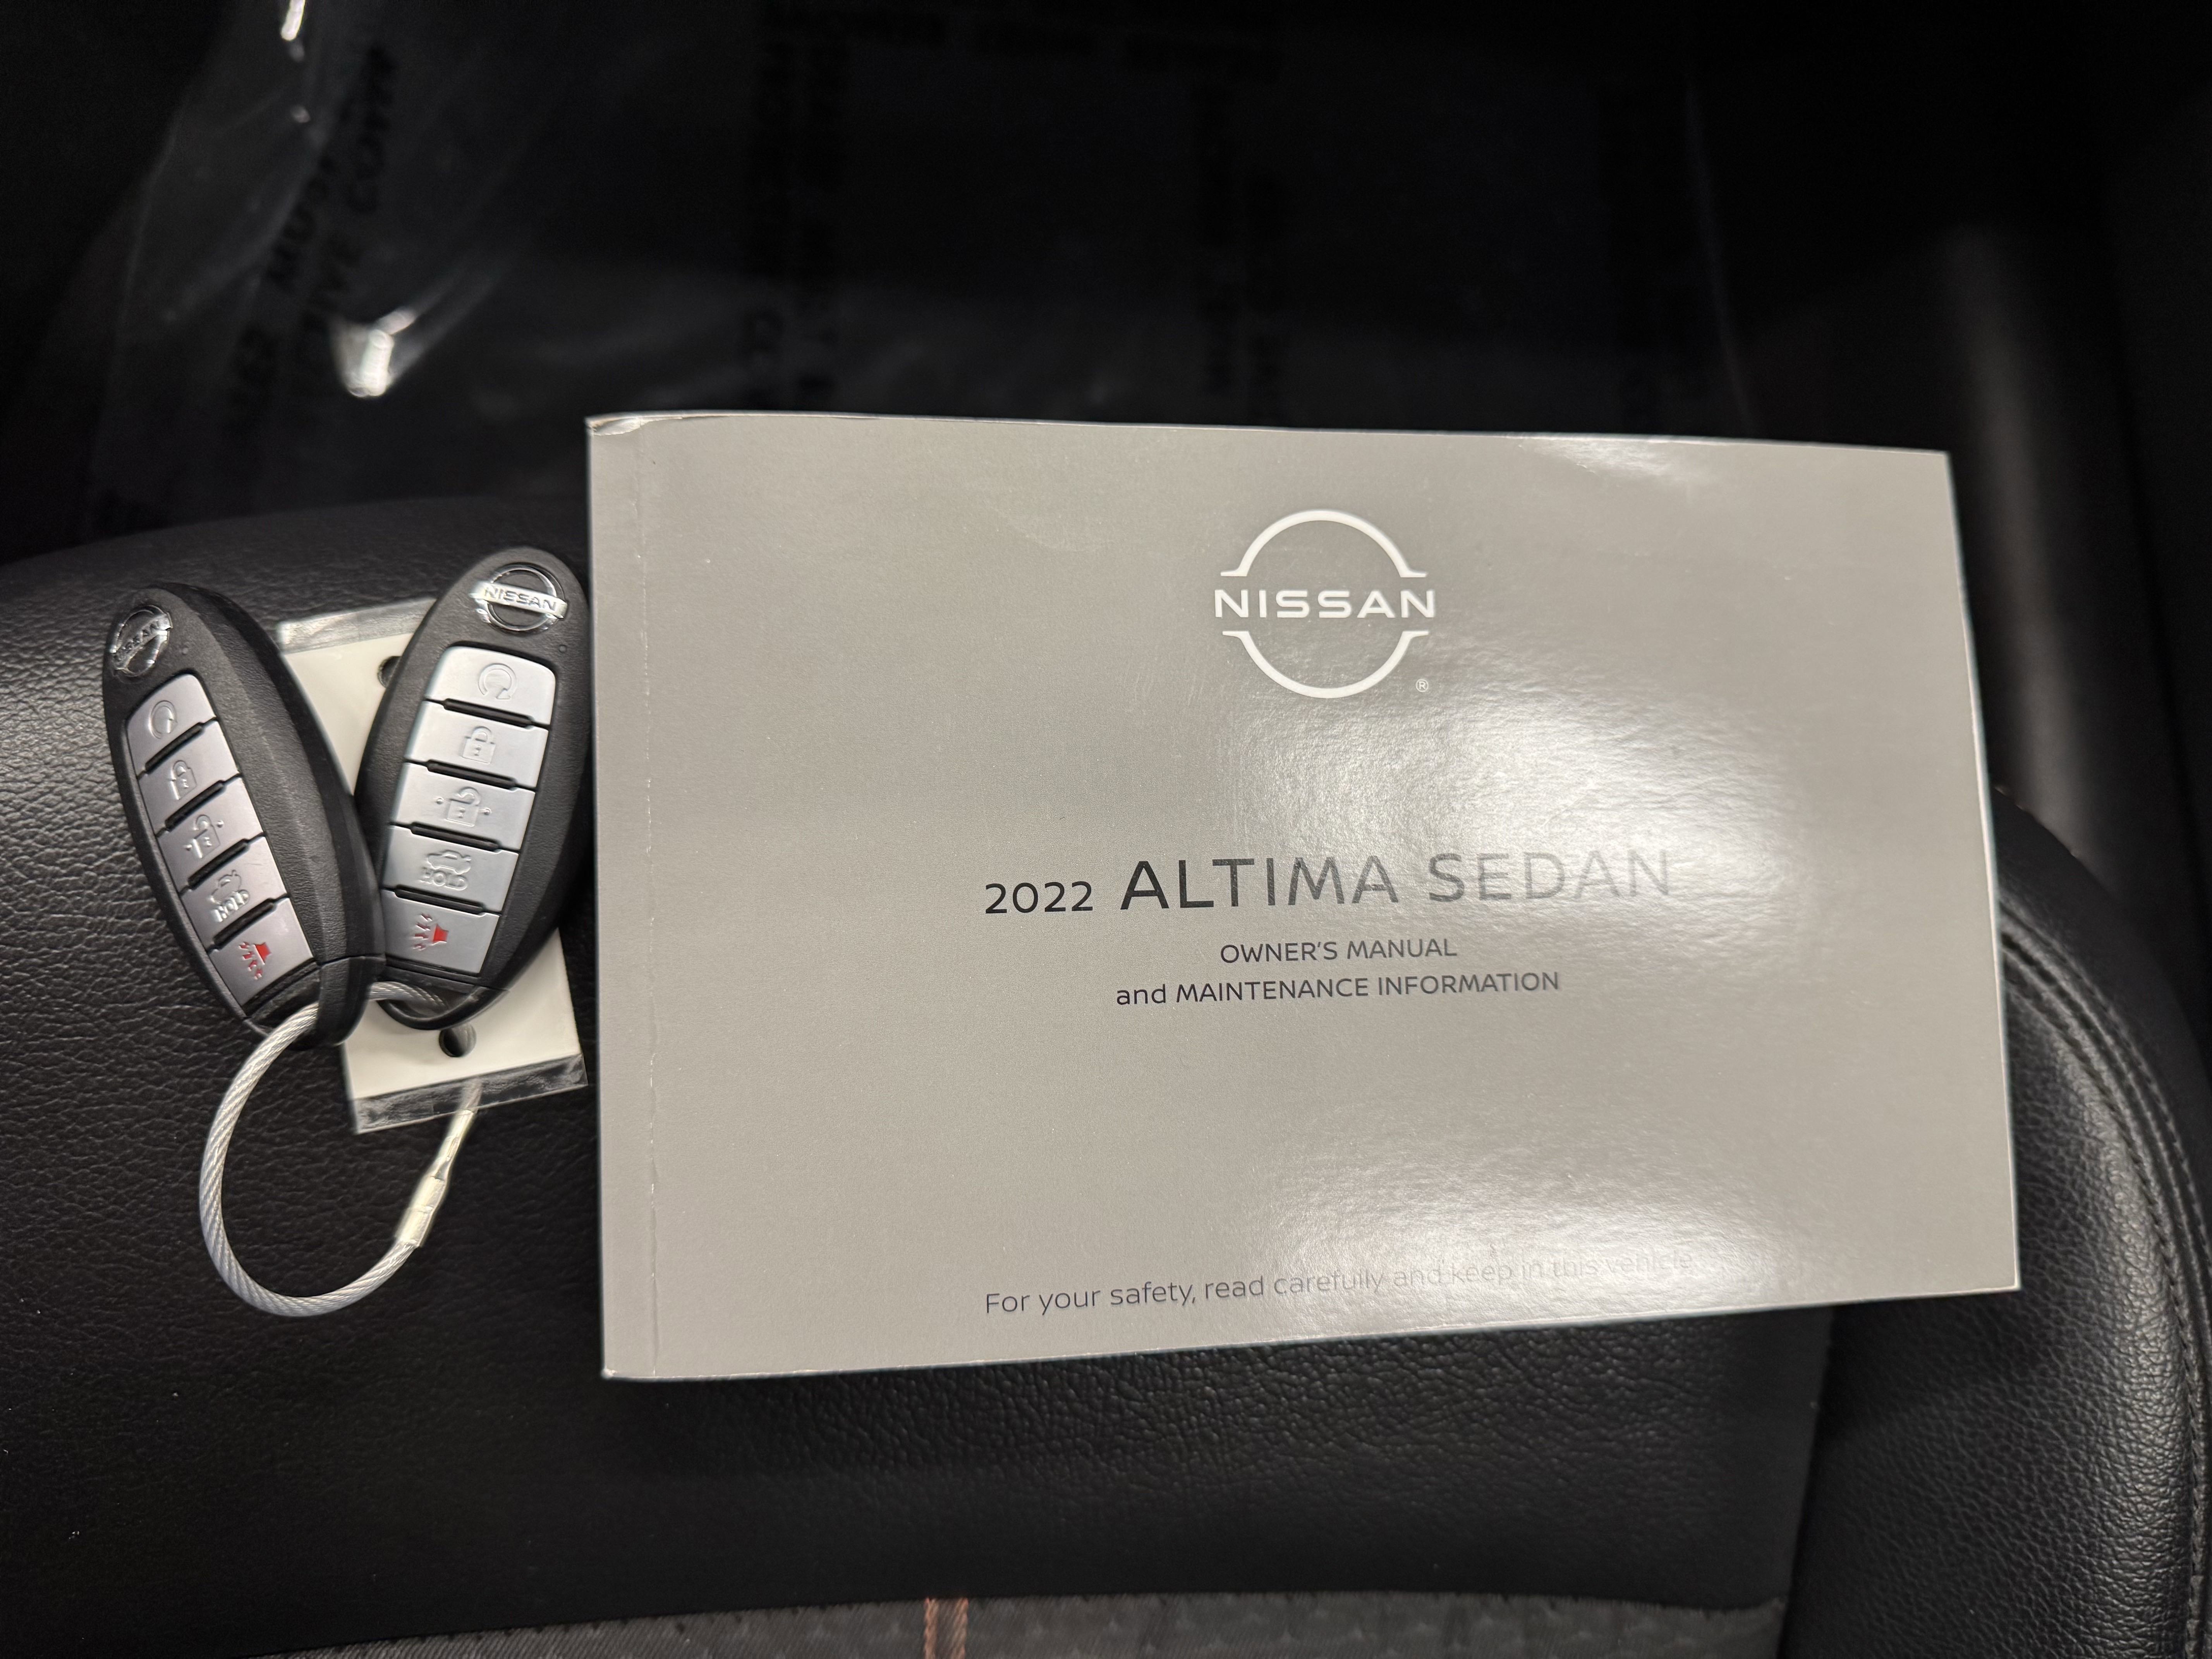 NISSAN
®
2022 ALTIMA SEDAN
OWNER'S MANUAL
and MAINTENANCE INFORMATION
For your safety, read carefully and keep in this vehicle
NISSAN
HOLD
NISSAN
HOLD